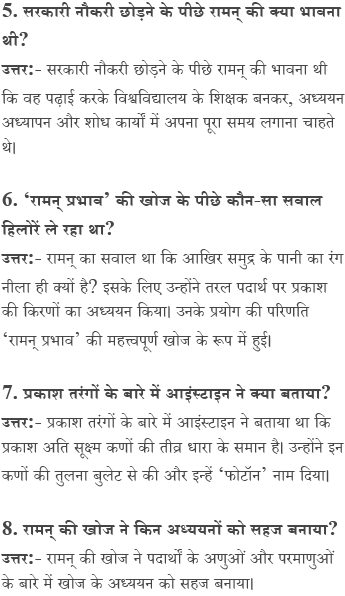 5. सरकारी नौकरी छोड़ने के पीछे रामन् की क्या भावना
थी?
उत्तर:- सरकारी नौकरी छोड़ने के पीछे रामन् की भावना थी
कि वह पढ़ाई करके विश्वविद्यालय के शिक्षक बनकर, अध्ययन
अध्यापन और शोध कार्यों में अपना पूरा समय लगाना चाहते
थे।
6. ‘रामन् प्रभाव’ की खोज के पीछे कौन-सा सवाल
हिलोरें ले रहा था?
उत्तर:- रामन् का सवाल था कि आखिर समुद्र के पानी का रंग
नीला ही क्यों है? इसके लिए उन्होंने तरल पदार्थ पर प्रकाश
की किरणों का अध्ययन किया। उनके प्रयोग की परिणति
‘रामन् प्रभाव’ की महत्त्वपूर्ण खोज के रूप में हुई।
7. प्रकाश तरंगों के बारे में आइंस्टाइन ने क्या बताया?
उत्तर:- प्रकाश तरंगों के बारे में आइंस्टाइन ने बताया था कि
प्रकाश अति सूक्ष्म कणों की तीव्र धारा के समान है। उन्होंने इन
कणों की तुलना बुलेट से की और इन्हें ‘फोटॉन’ नाम दिया।
8. रामन् की खोज ने किन अध्ययनों को सहज बनाया?
उत्तर:- रामन् की खोज ने पदार्थों के अणुओं और परमाणुओं
के बारे में खोज के अध्ययन को सहज बनाया।